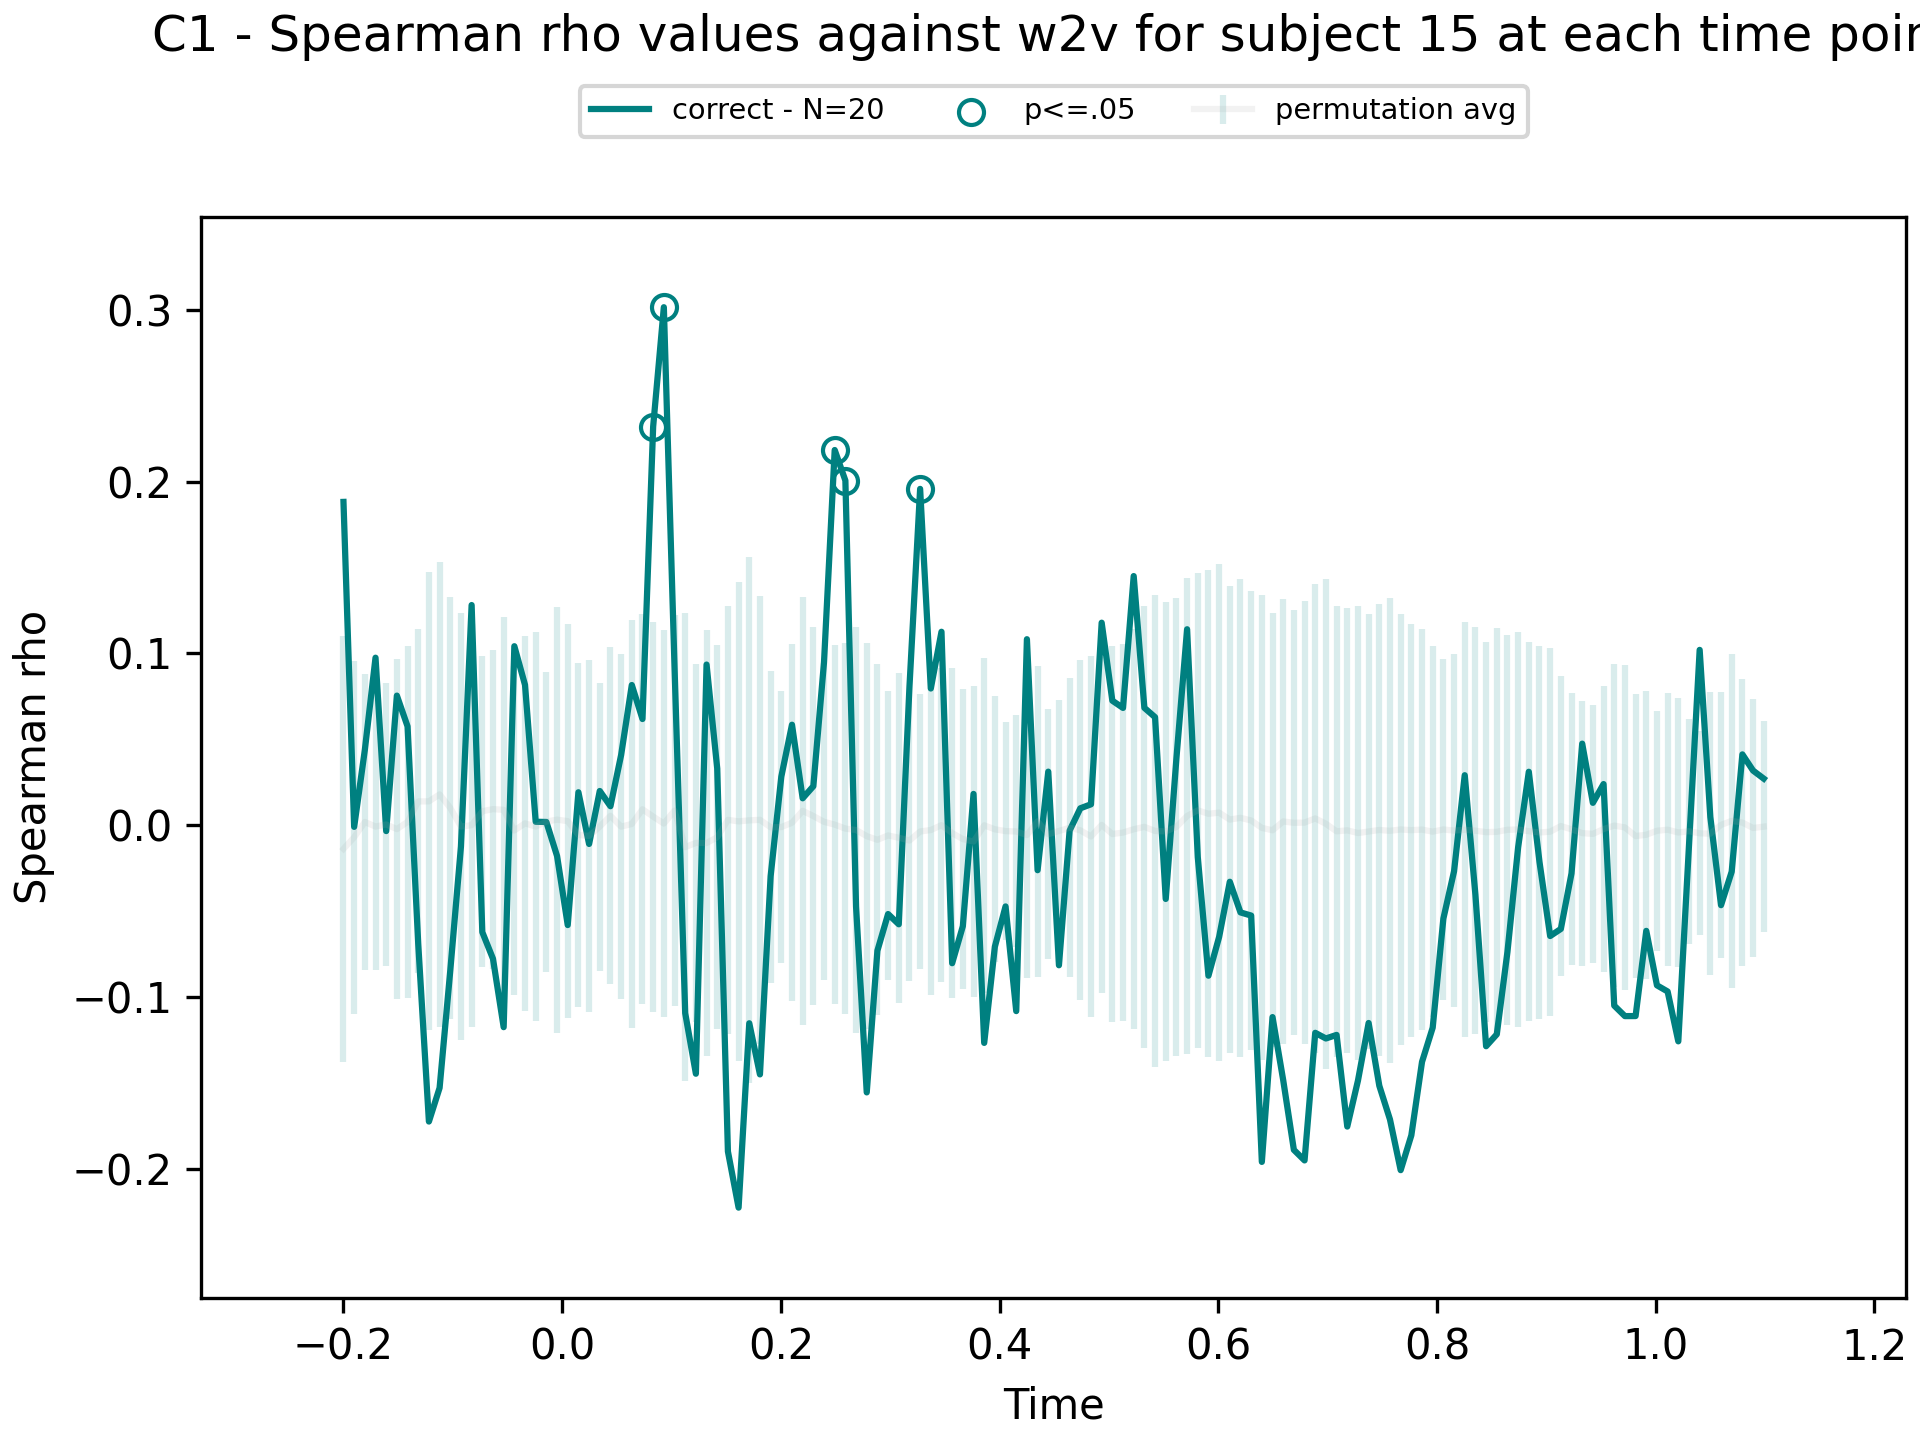 C1 - Spearman rho values against w2v for subject 15 at each time poin
correct - N=20 p<=.05 permutation avg
0.3
0.2
0.1
0.0
−0.1
−0.2
Spearman rho
−0.2 0.0 0.2 0.4 0.6 0.8 1.0 1.2
Time